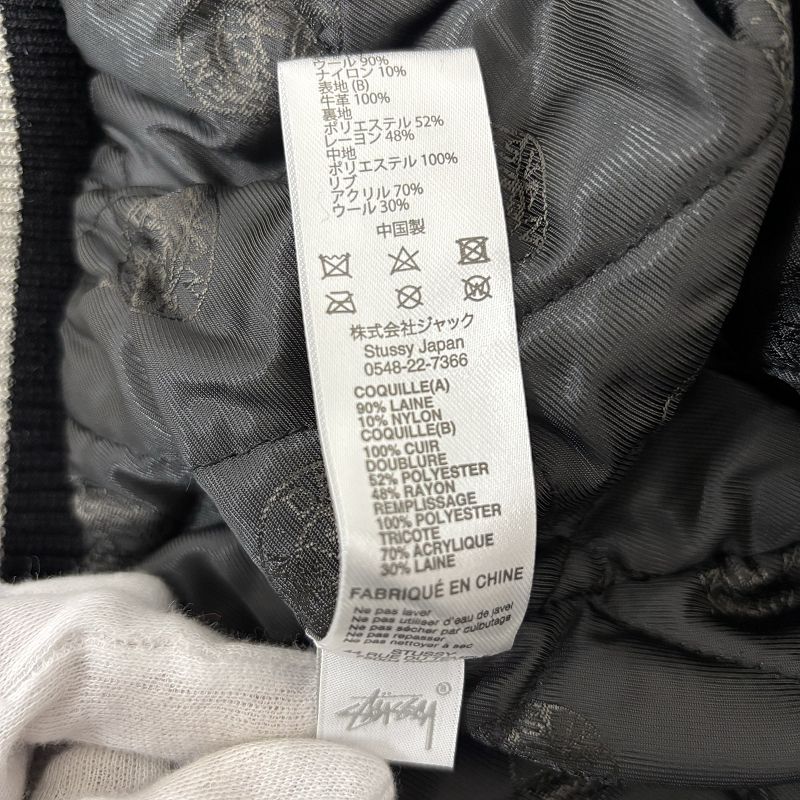 ウール 90%
ナイロン 10%
表地 (B)
牛革 100%
裏地
ポリエステル 52%
レーヨン 48%
中地
ポリエステル 100%
リブ
アクリル 70%
ウール 30%
中国製
株式会社ジャック
Stussy Japan
0548-22-7366
COQUILLE(A)
90% LAINE
10% NYLON
COQUILLE(B)
100% CUIR
DOUBLURE
52% POLYESTER
48% RAYON
REMPLISSAGE
100% POLYESTER
TRICOTE
70% ACRYLIQUE
30% LAINE
FABRIQUÉ EN CHINE
Ne pas laver
Ne pas utiliser d'eau de javel
Ne pas sécher par culbutage
Ne pas repasser
Ne pas nettoyer à sec
STUSSY
RUE
STUSSY ®